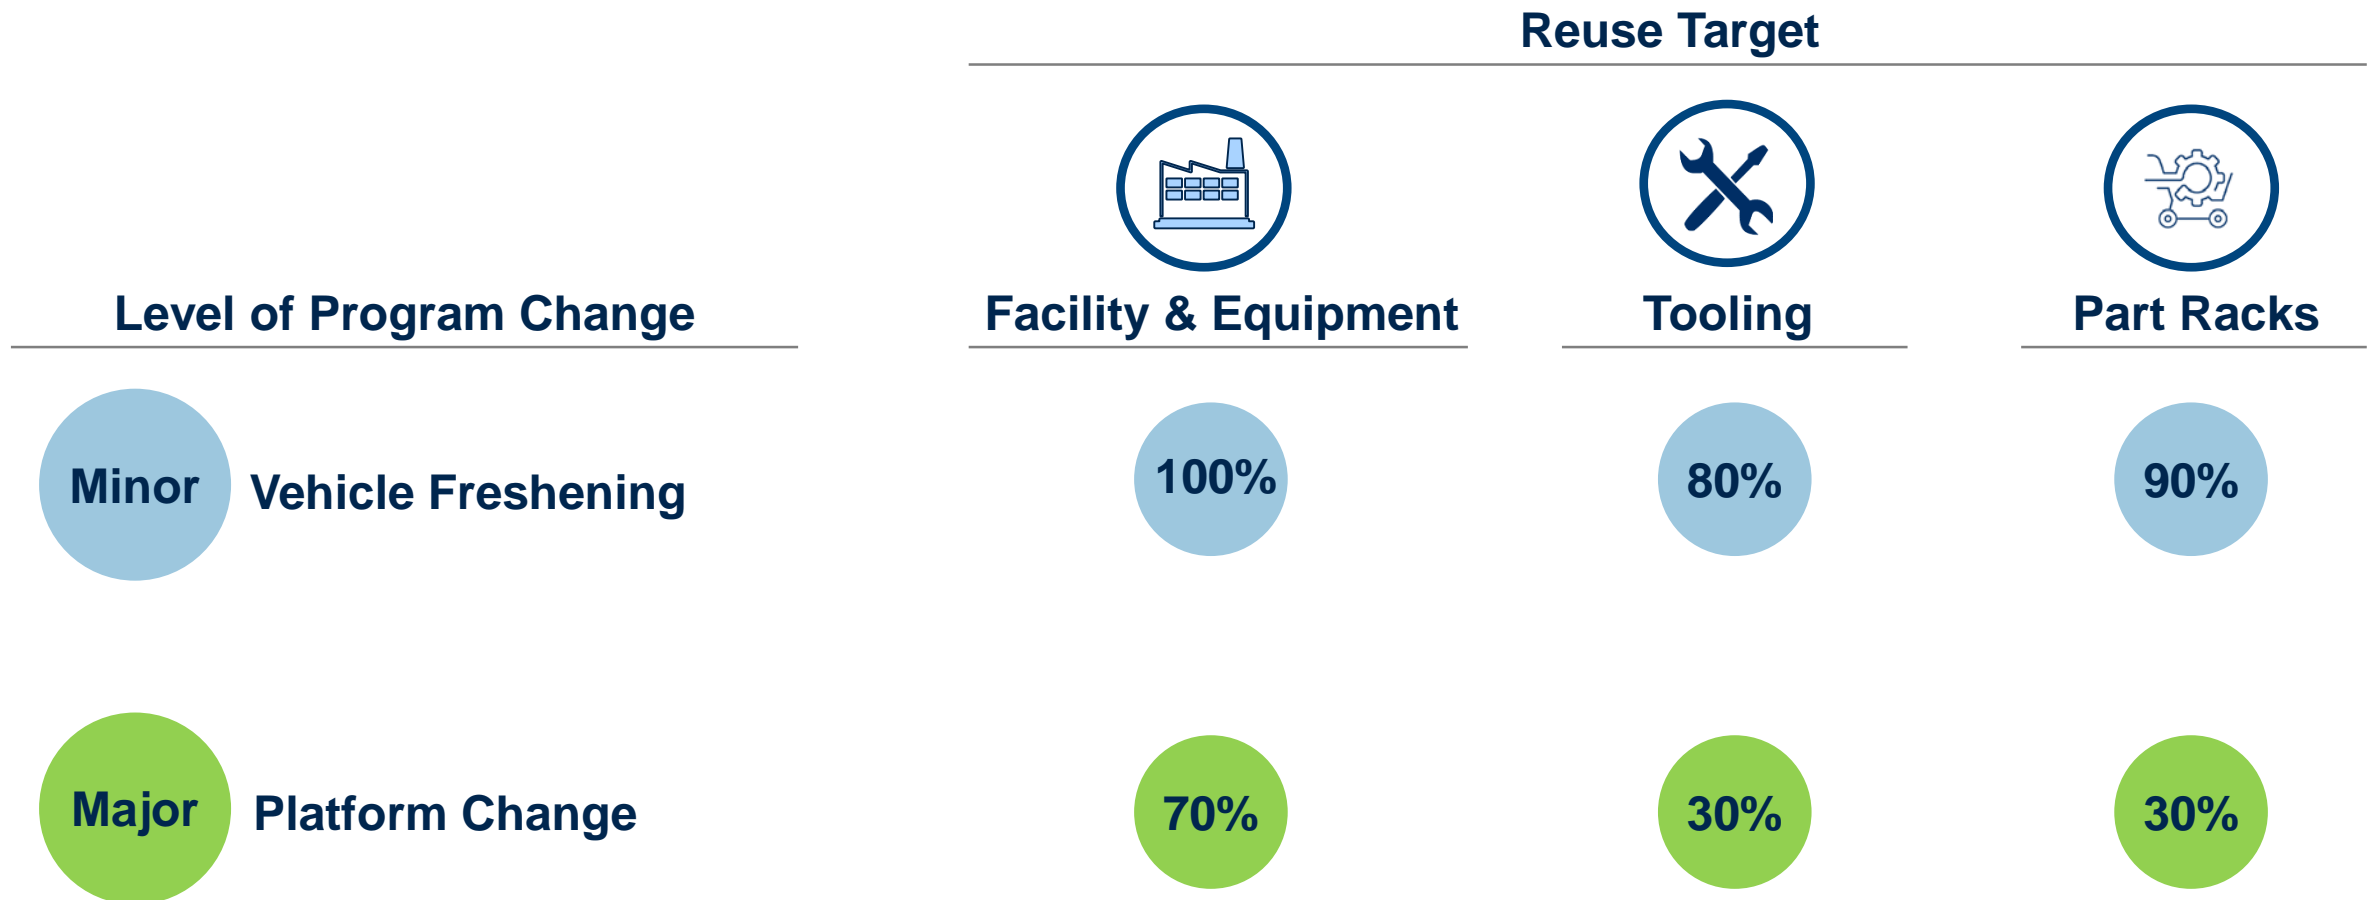 Reuse Target
Level of Program Change
Facility & Equipment
Tooling
Part Racks
Minor
Vehicle Freshening
100%
80%
90%
Major
Platform Change
70%
30%
30%